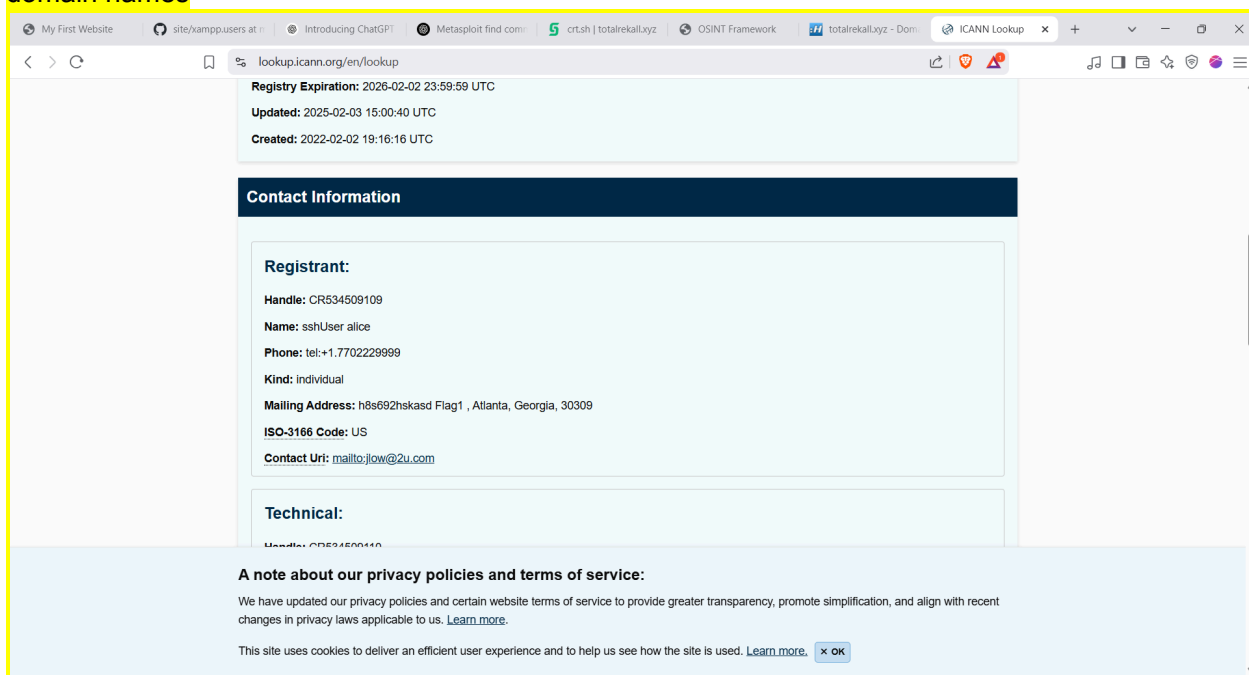 domain names
My First Website
site/xampp.users at m
Introducing ChatGPT
Metasploit find com
crt.sh | totalrekall.xyz
OSINT Framework
totalrekall.xyz - Dom
ICANN Lookup
lookup.icann.org/en/lookup
Registry Expiration: 2026-02-02 23:59:59 UTC
Updated: 2025-02-03 15:00:40 UTC
Created: 2022-02-02 19:16:16 UTC
Contact Information
Registrant:
Handle: CR534509109
Name: sshUser alice
Phone: tel:+1.7702229999
Kind: individual
Mailing Address: h8s692hskasd Flag1 , Atlanta, Georgia, 30309
ISO-3166 Code: US
Contact Uri: mailto:jlow@2u.com
Technical:
Handle: CR534509110
A note about our privacy policies and terms of service:
We have updated our privacy policies and certain website terms of service to provide greater transparency, promote simplification, and align with recent
changes in privacy laws applicable to us. Learn more.
This site uses cookies to deliver an efficient user experience and to help us see how the site is used. Learn more. × OK